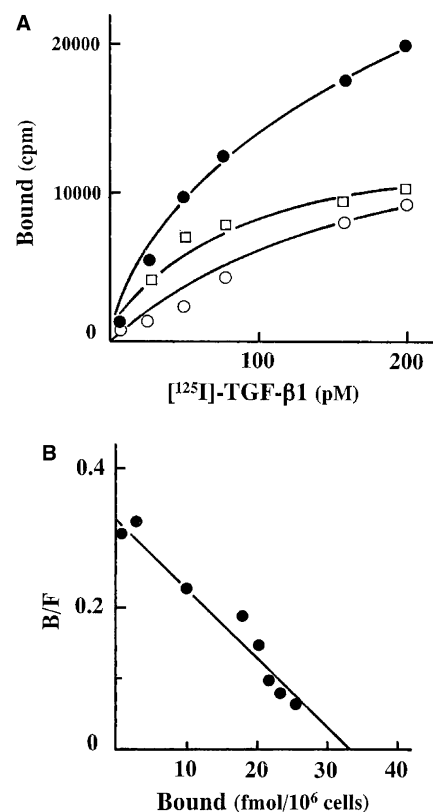 A
20000
10000
0
Bound (cpm)
100
200
[¹²⁵I]-TGF-β1 (pM)
B
0.4
0.2
0
B/F
10
20
30
40
Bound (fmol/10⁶ cells)